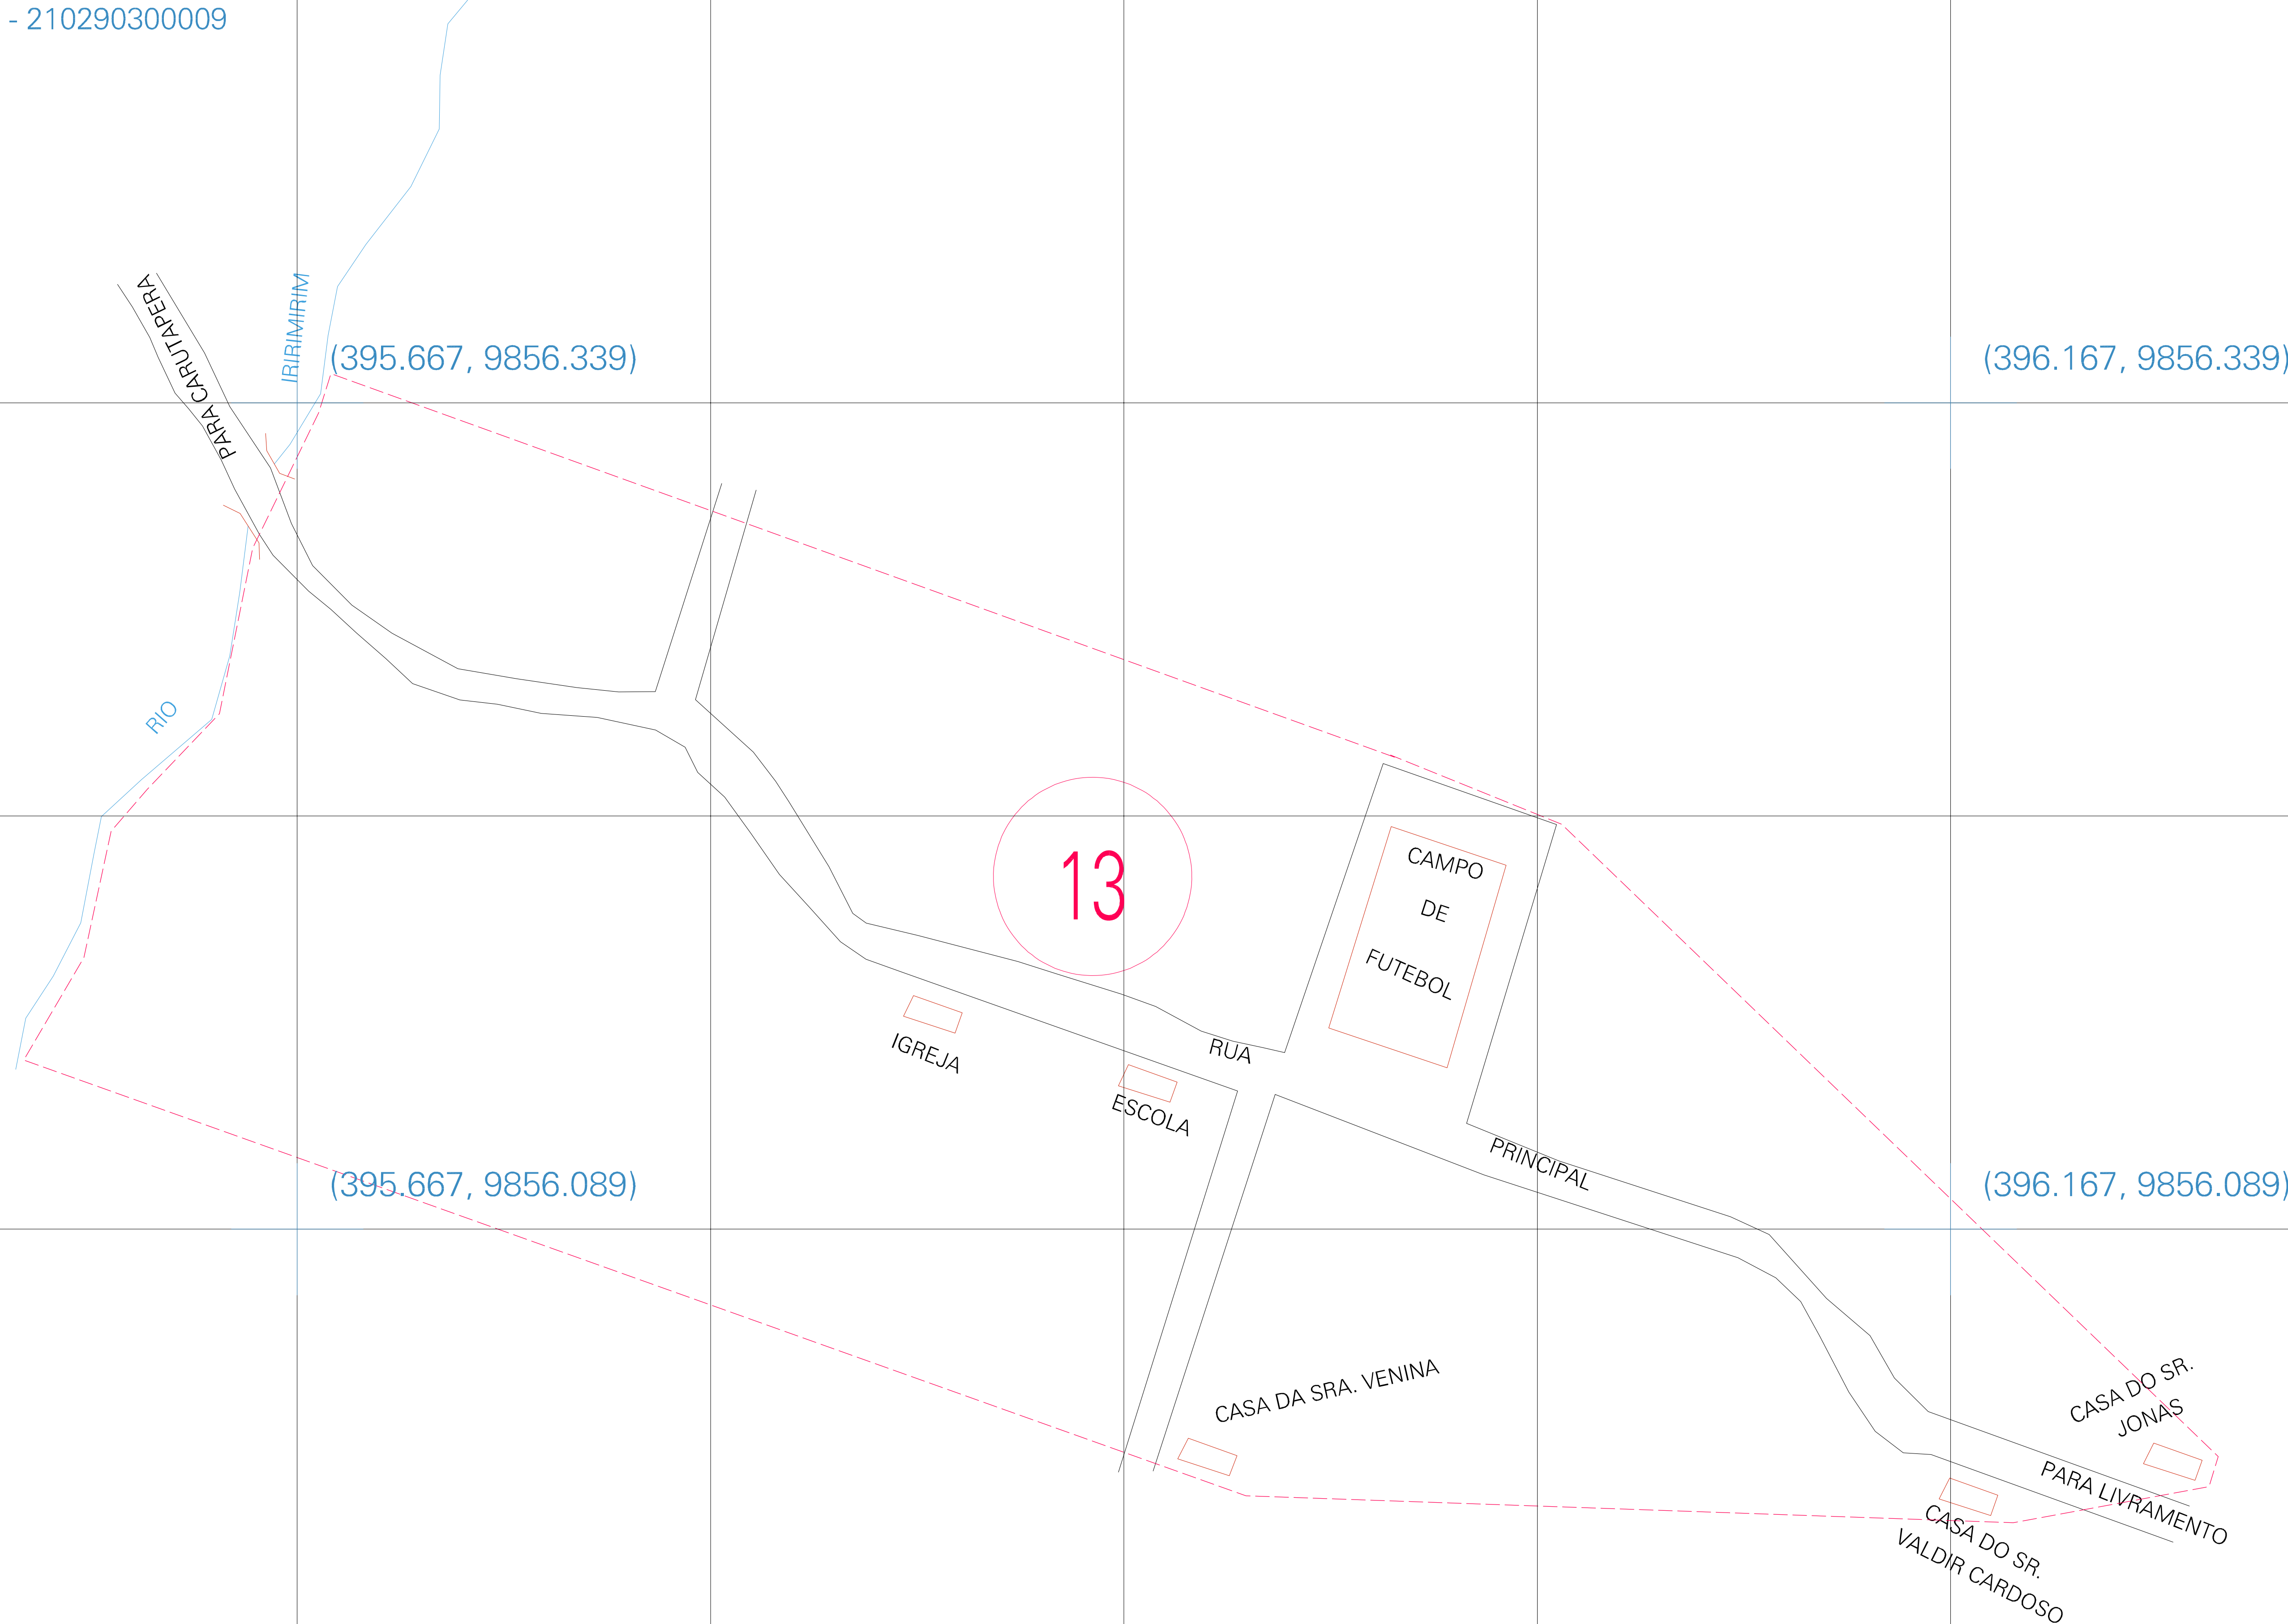 - 210290300009
PARA CARUTAPERA
IRIRIMIRIM
(395.667, 9856.339)
(396.167, 9856.339)
RIO
13
CAMPO
DE
FUTEBOL
IGREJA
RUA
ESCOLA
PRINCIPAL
(395.667, 9856.089)
(396.167, 9856.089)
CASA DA SRA. VENINA
CASA DO SR.
JONAS
PARA LIVRAMENTO
CASA DO SR.
VALDIR CARDOSO